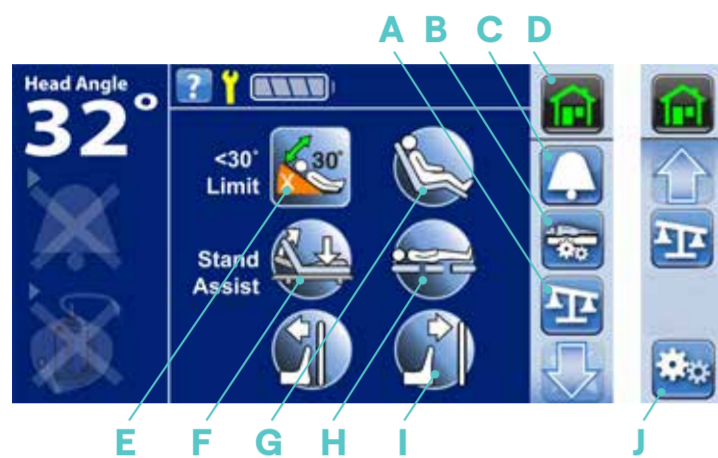 A B C D
Head Angle
32°
?
<30°
Limit
30°
X
Stand
Assist
E F G H I J